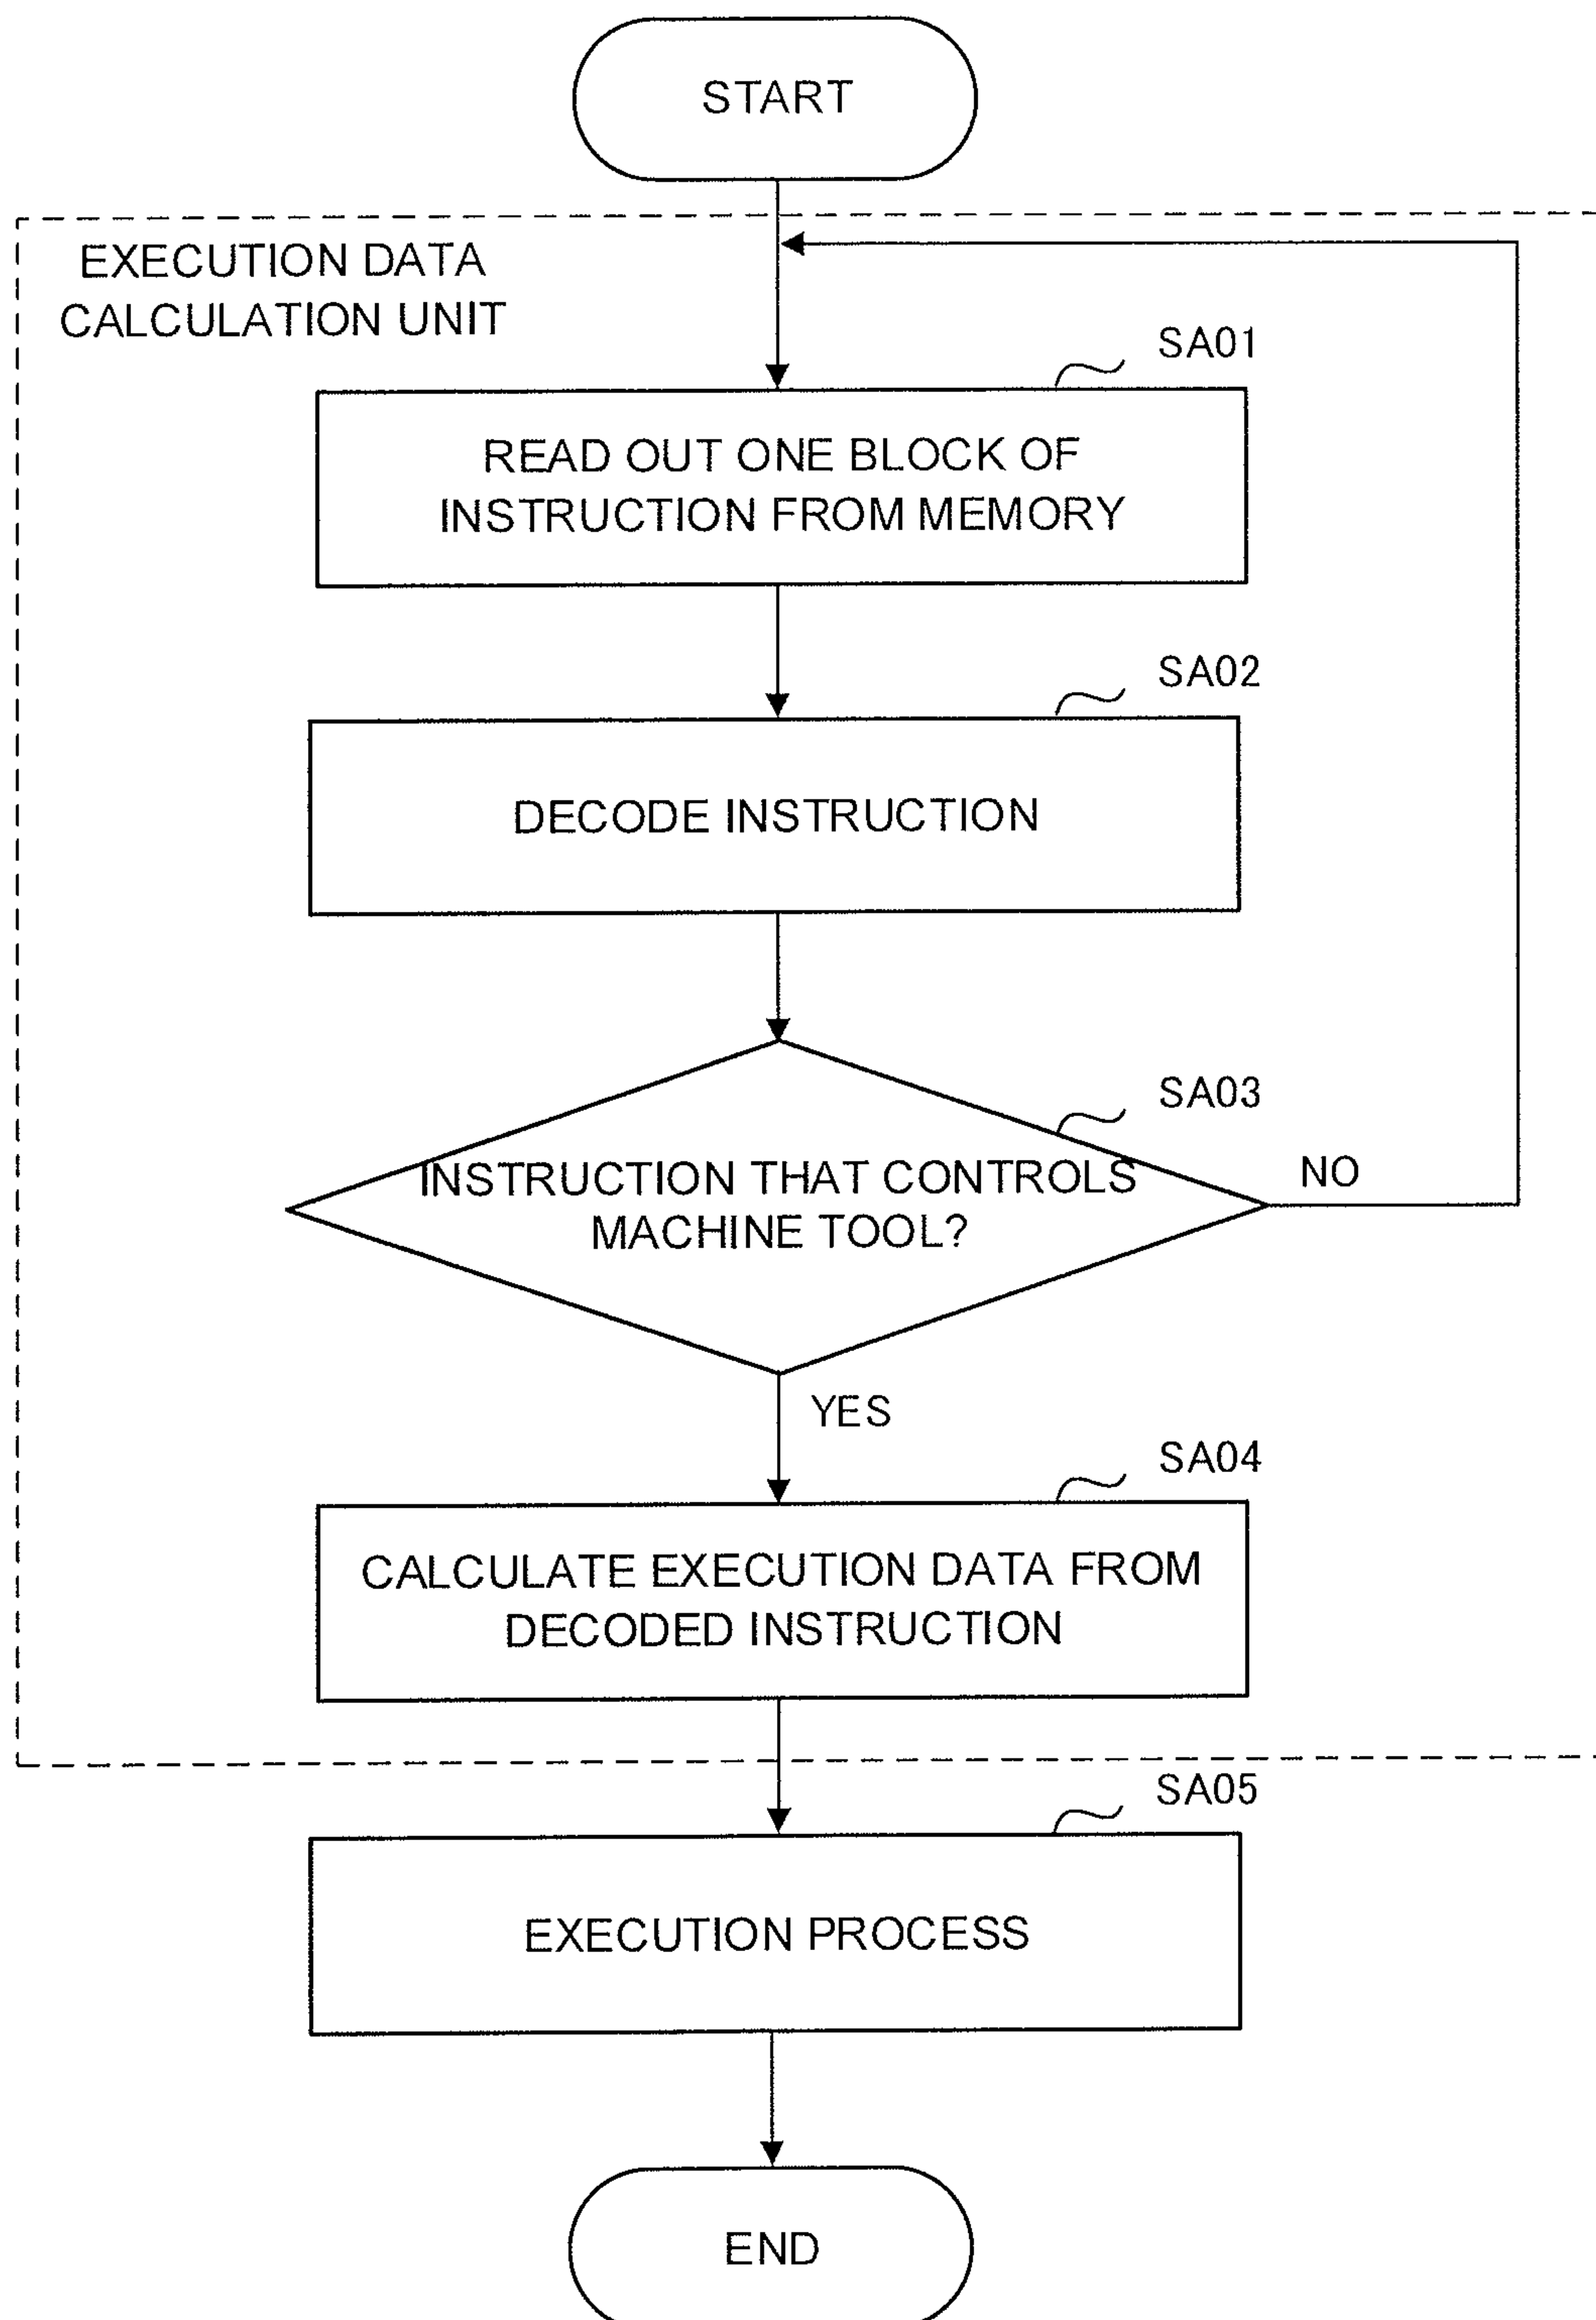 START
EXECUTION DATA
CALCULATION UNIT
SA01
READ OUT ONE BLOCK OF
INSTRUCTION FROM MEMORY
SA02
DECODE INSTRUCTION
SA03
INSTRUCTION THAT CONTROLS
MACHINE TOOL?
NO
YES
SA04
CALCULATE EXECUTION DATA FROM
DECODED INSTRUCTION
SA05
EXECUTION PROCESS
END